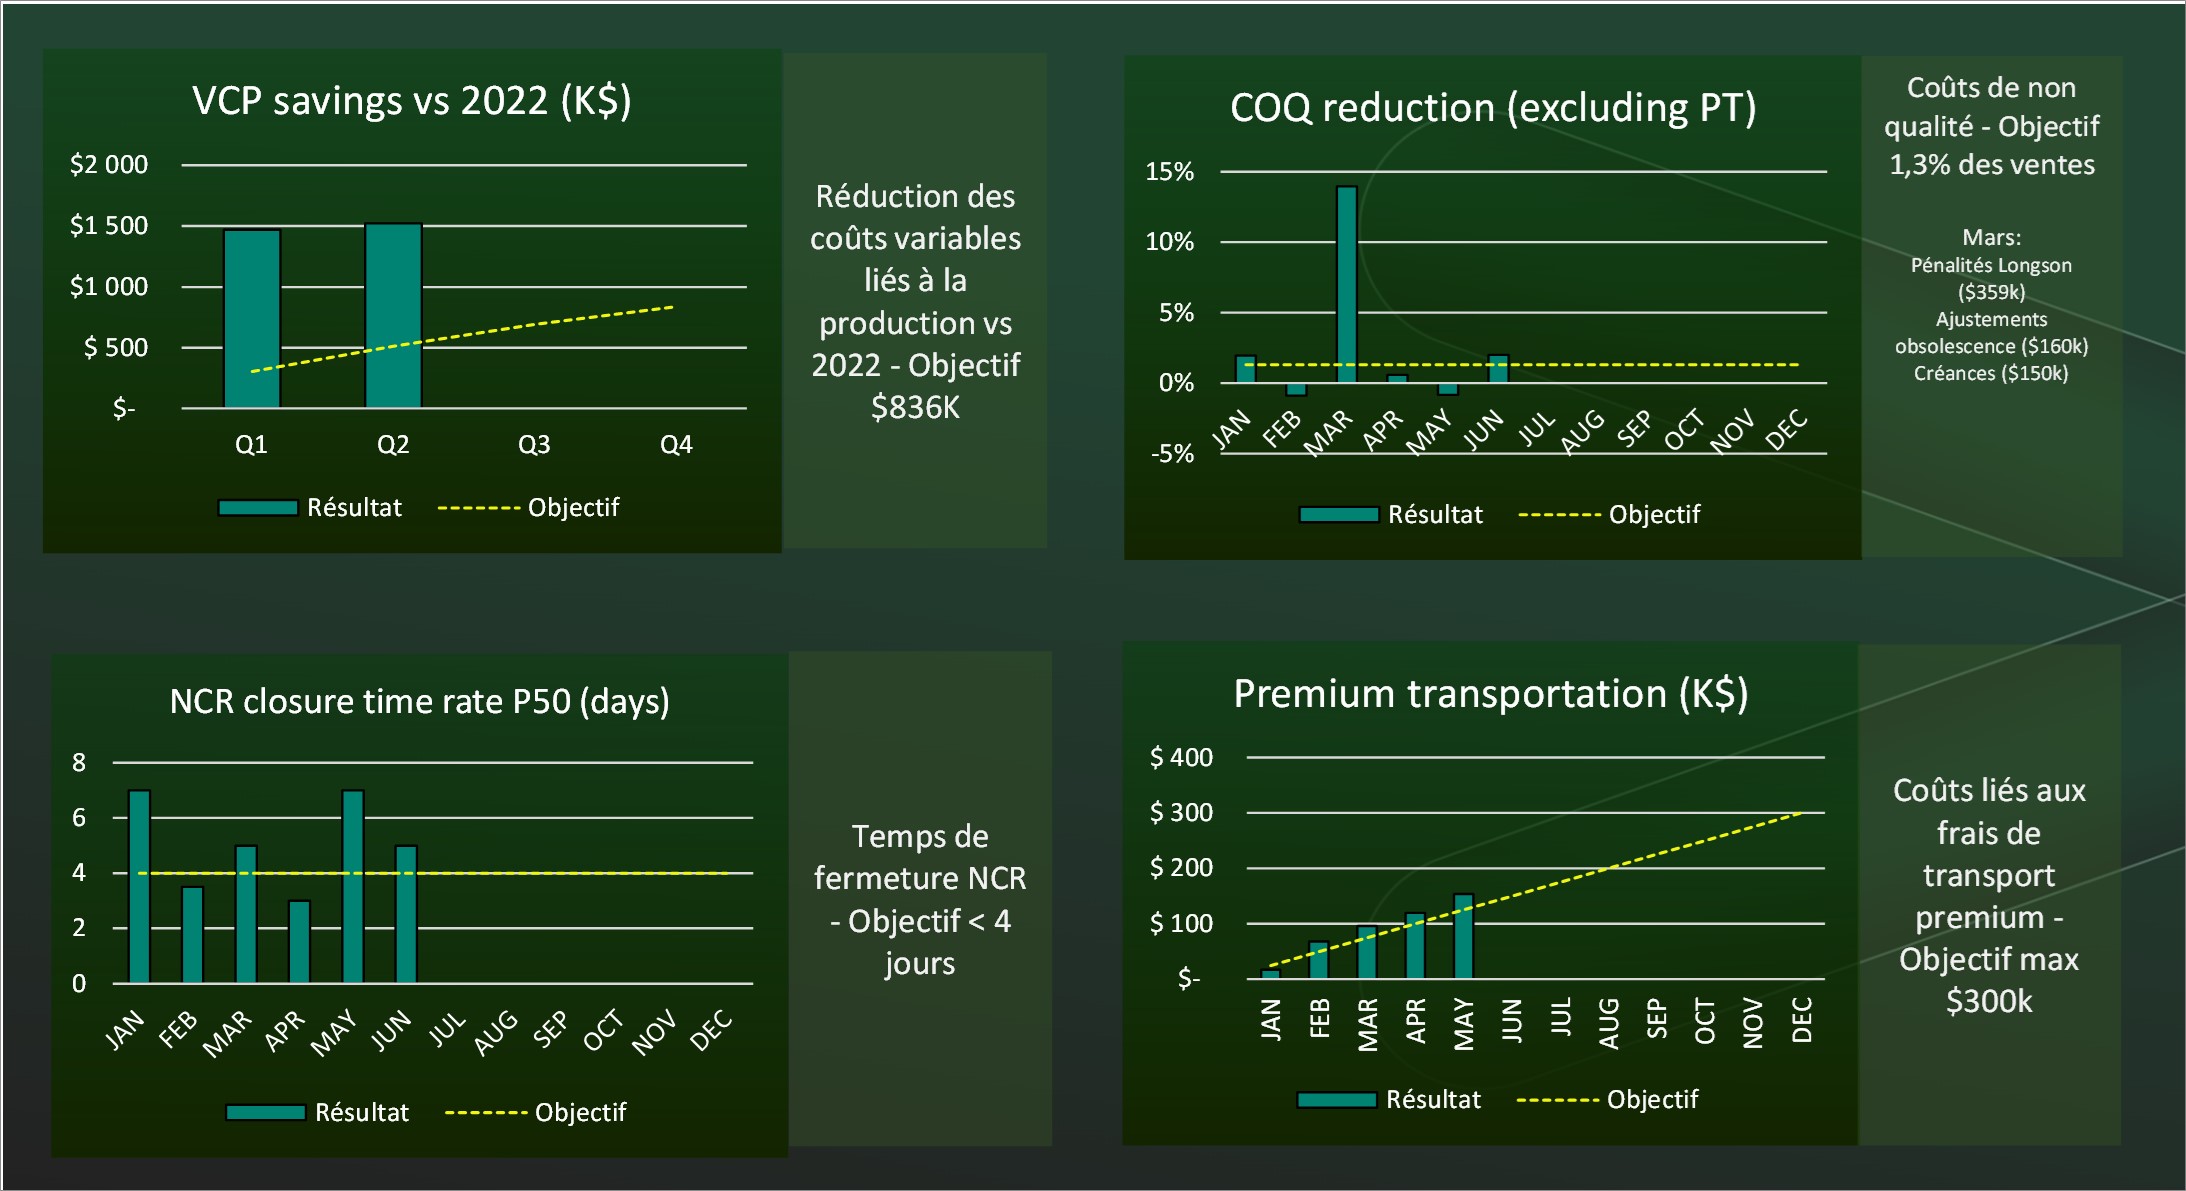 VCP savings vs 2022 (K$)
$2 000
$1 500
$1 000
$ 500
$-
Q1 Q2 Q3 Q4
Résultat Objectif
Réduction des
coûts variables
liés à la
production vs
2022 - Objectif
$836K
COQ reduction (excluding PT)
15%
10%
5%
0%
-5%
JAN FEB MAR APR MAY JUN JUL AUG SEP OCT NOV DEC
Résultat Objectif
Coûts de non
qualité - Objectif
1,3% des ventes
Mars:
Pénalités Longson
($359k)
Ajustements
obsolescence ($160k)
Créances ($150k)
NCR closure time rate P50 (days)
8
6
4
2
0
JAN FEB MAR APR MAY JUN JUL AUG SEP OCT NOV DEC
Résultat Objectif
Temps de
fermeture NCR
- Objectif < 4
jours
Premium transportation (K$)
$ 400
$ 300
$ 200
$ 100
$-
JAN FEB MAR APR MAY JUN JUL AUG SEP OCT NOV DEC
Résultat Objectif
Coûts liés aux
frais de
transport
premium -
Objectif max
$300k